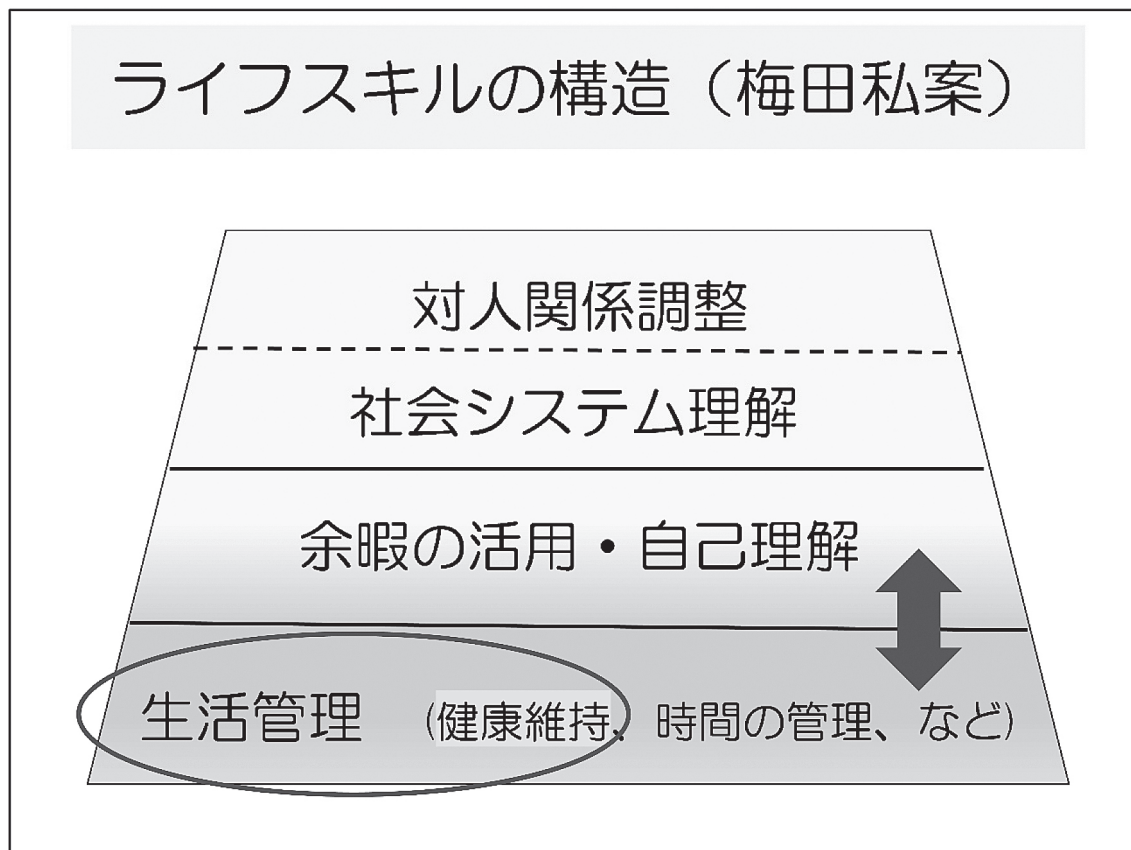 ライフスキルの構造（梅田私案）
対人関係調整
社会システム理解
余暇の活用・自己理解
生活管理 (健康維持、時間の管理、など)